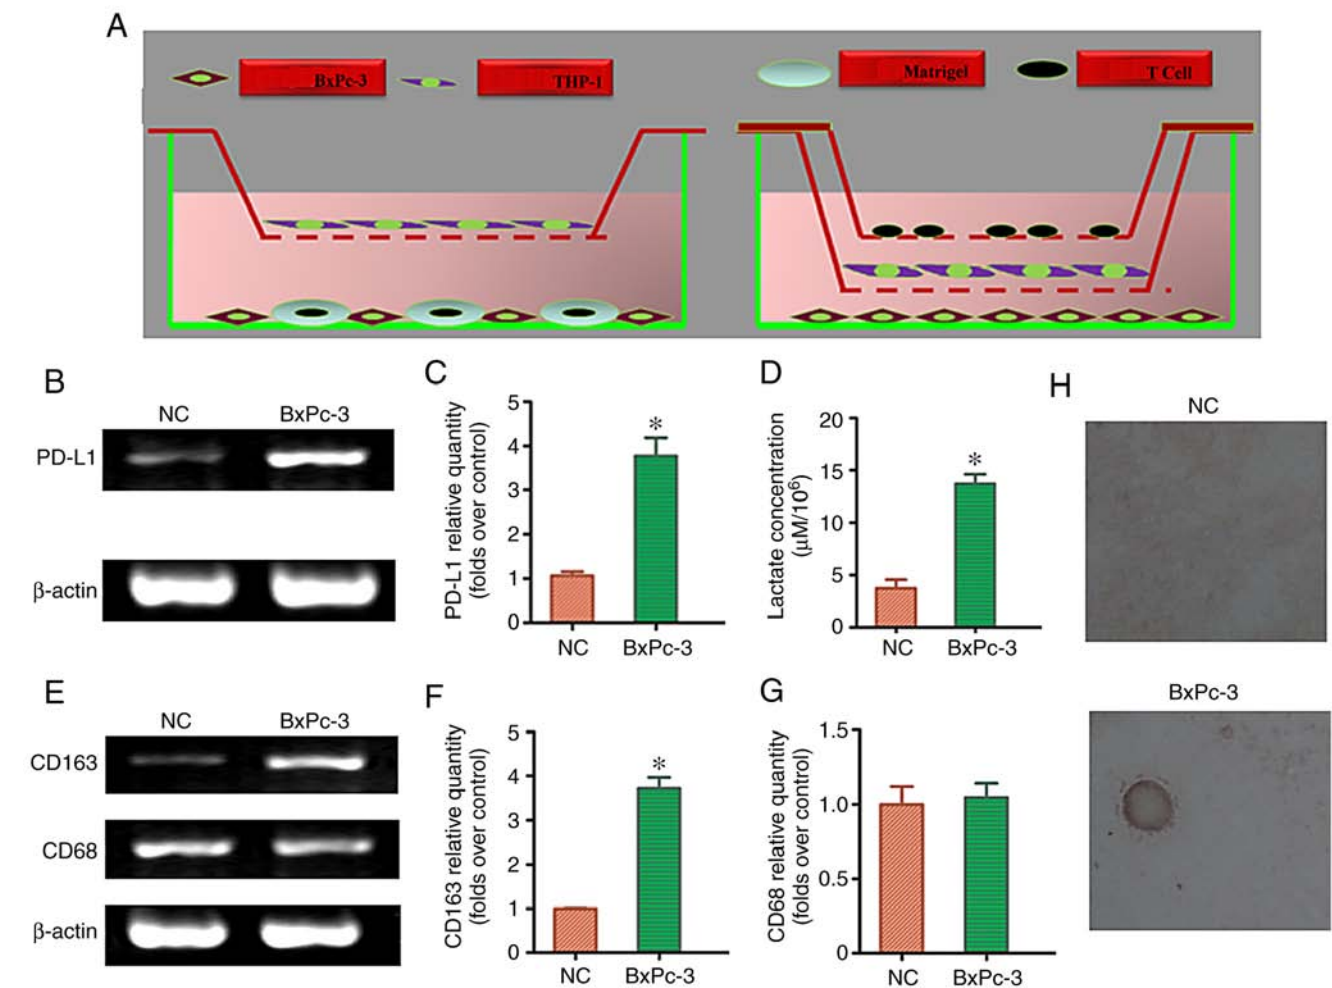 A
BxPc-3 THP-1 Matrigel T Cell
B
NC BxPc-3
PD-L1
β-actin
C
PD-L1 relative quantity
(folds over control)
5
4
3
2
1
0
*
NC BxPc-3
D
Lactate concentration
(μM/10⁶)
20
15
10
5
0
*
NC BxPc-3
H
NC
BxPc-3
E
NC BxPc-3
CD163
CD68
β-actin
F
CD163 relative quantity
(folds over control)
5
4
3
2
1
0
*
NC BxPc-3
G
CD68 relative quantity
(folds over control)
1.5
1.0
0.5
0
NC BxPc-3